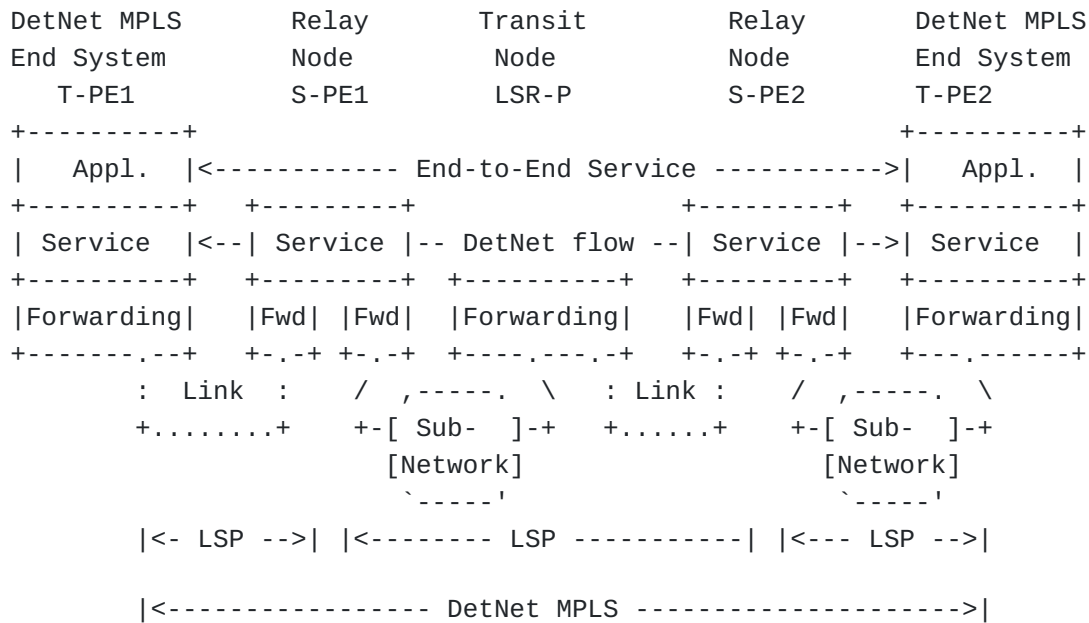 DetNet MPLS       Relay       Transit         Relay       DetNet MPLS
End System        Node         Node           Node        End System
   T-PE1          S-PE1        LSR-P          S-PE2       T-PE2
+----------+                                             +----------+
|   Appl.  |<------------ End-to-End Service ----------->|   Appl.  |
+----------+   +---------+                 +---------+   +----------+
| Service  |<--| Service |-- DetNet flow --| Service |-->| Service  |
+----------+   +---------+  +----------+   +---------+   +----------+
|Forwarding|   |Fwd| |Fwd|  |Forwarding|   |Fwd| |Fwd|   |Forwarding|
+-------.--+   +-.-+ +-.-+  +----.---.-+   +-.-+ +-.-+   +---.------+
        :  Link  :    /  ,-----.  \   : Link :    /  ,-----.  \
        +........+    +-[ Sub-  ]-+   +......+    +-[ Sub-  ]-+
                        [Network]                   [Network]
                         `-----'                     `-----'
        |<- LSP -->| |<-------- LSP -----------| |<--- LSP -->|

        |<----------------- DetNet MPLS --------------------->|